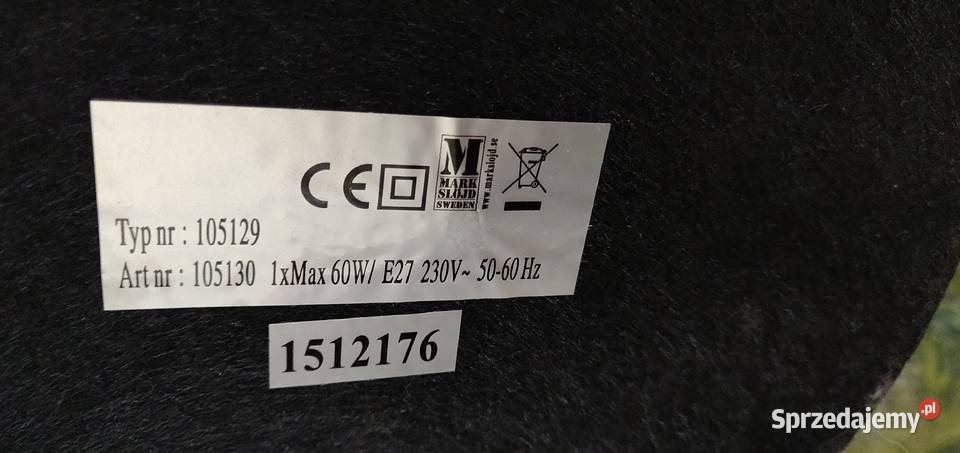 CE
M
MARK
SLÖJD
SWEDEN
www.markslojd.se
Typ nr : 105129
Art nr : 105130 1xMax 60W/ E27 230V~ 50-60 Hz
1512176
Sprzedajemy.pl